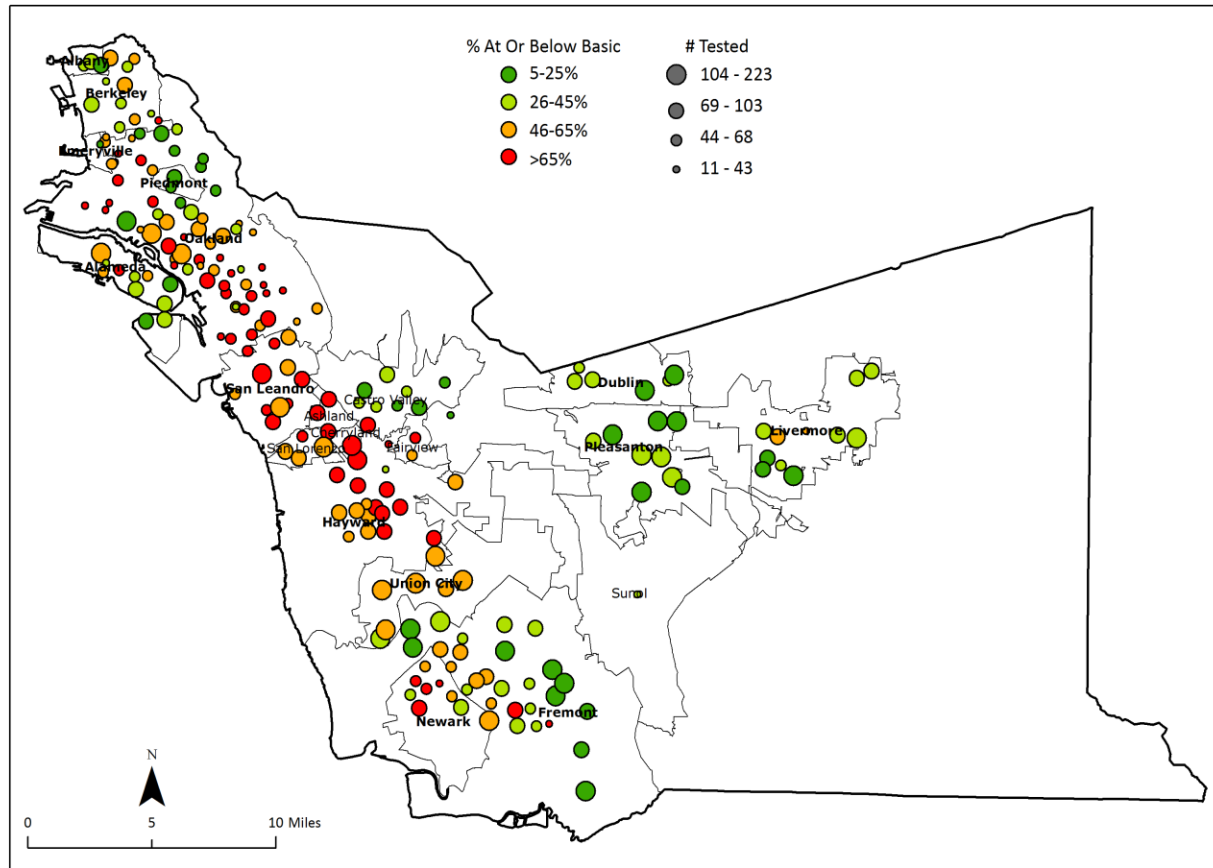 % At Or Below Basic
5-25%
26-45%
46-65%
>65%
# Tested
104 - 223
69 - 103
44 - 68
11 - 43
Albany
Berkeley
Emeryville
Piedmont
Oakland
Alameda
San Leandro
Castro Valley
Ashland
Cherryland
San Lorenzo
Fairview
Hayward
Union City
Newark
Fremont
Dublin
Pleasanton
Livermore
Sunol
N
0 5 10 Miles